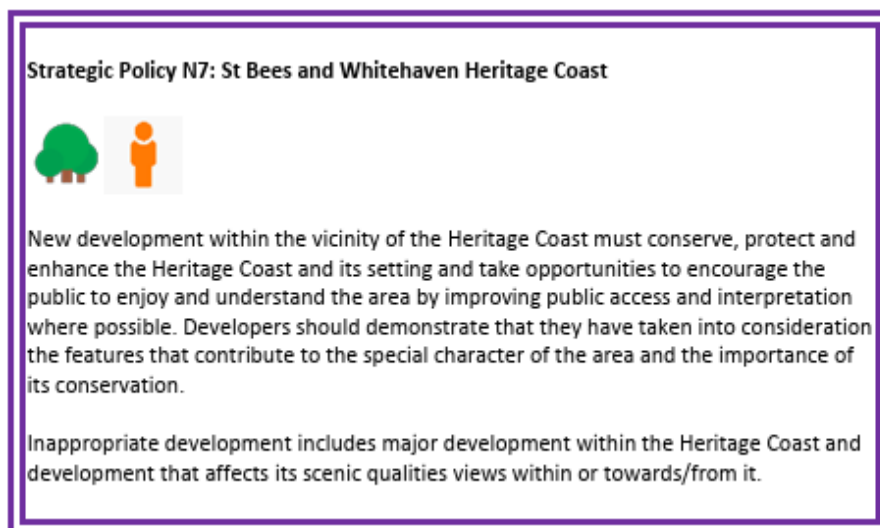 Strategic Policy N7: St Bees and Whitehaven Heritage Coast
New development within the vicinity of the Heritage Coast must conserve, protect and
enhance the Heritage Coast and its setting and take opportunities to encourage the
public to enjoy and understand the area by improving public access and interpretation
where possible. Developers should demonstrate that they have taken into consideration
the features that contribute to the special character of the area and the importance of
its conservation.
Inappropriate development includes major development within the Heritage Coast and
development that affects its scenic qualities views within or towards/from it.